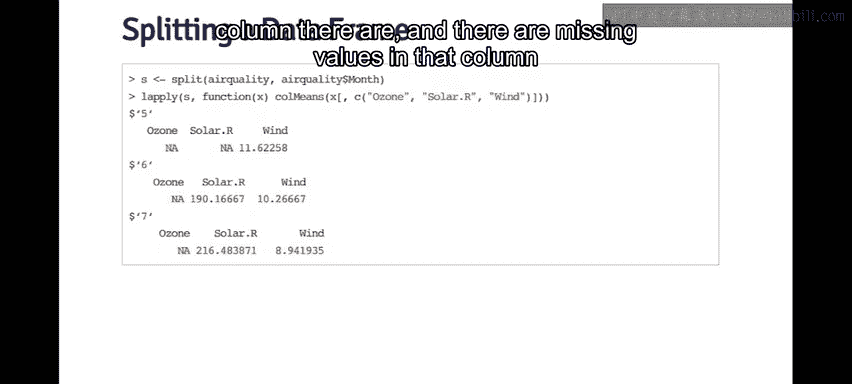 Splitting a Data Frame
column there are, and there are missing
values in that column
> s <- split(airquality, airquality$Month)
> lapply(s, function(x) colMeans(x[, c("Ozone", "Solar.R", "Wind")]))
$`5`
Ozone Solar.R Wind
NA NA 11.62258
$`6`
Ozone Solar.R Wind
NA 190.16667 10.26667
$`7`
Ozone Solar.R Wind
NA 216.483871 8.941935